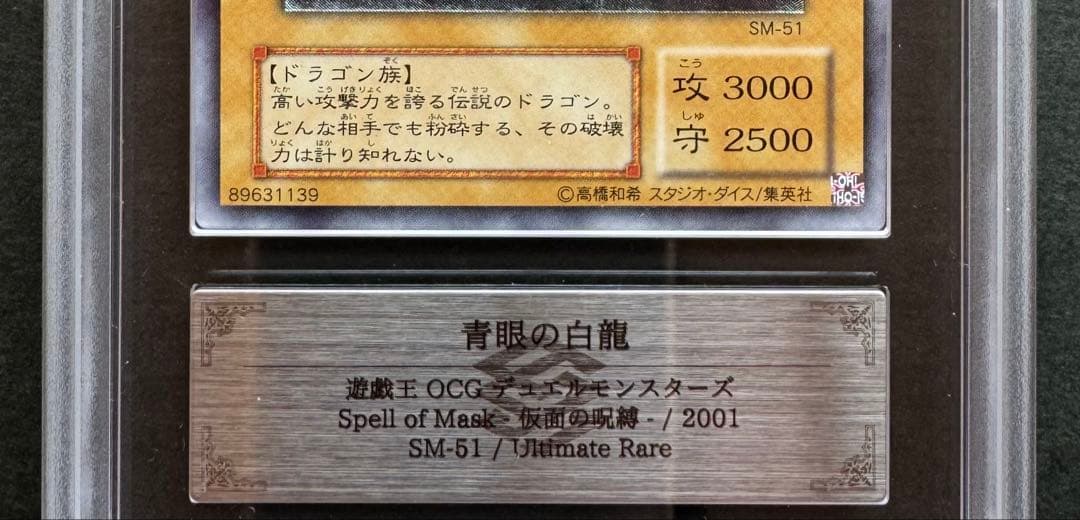 SM-51
【ドラゴン族】
高い攻撃力を誇る伝説のドラゴン。
どんな相手でも粉砕する、その破壊
力は計り知れない。
攻 3000
守 2500
89631139
©高橋和希 スタジオ・ダイス/集英社
青眼の白龍
遊戯王 OCG デュエルモンスターズ
Spell of Mask - 仮面の呪縛 - / 2001
SM-51 / Ultimate Rare